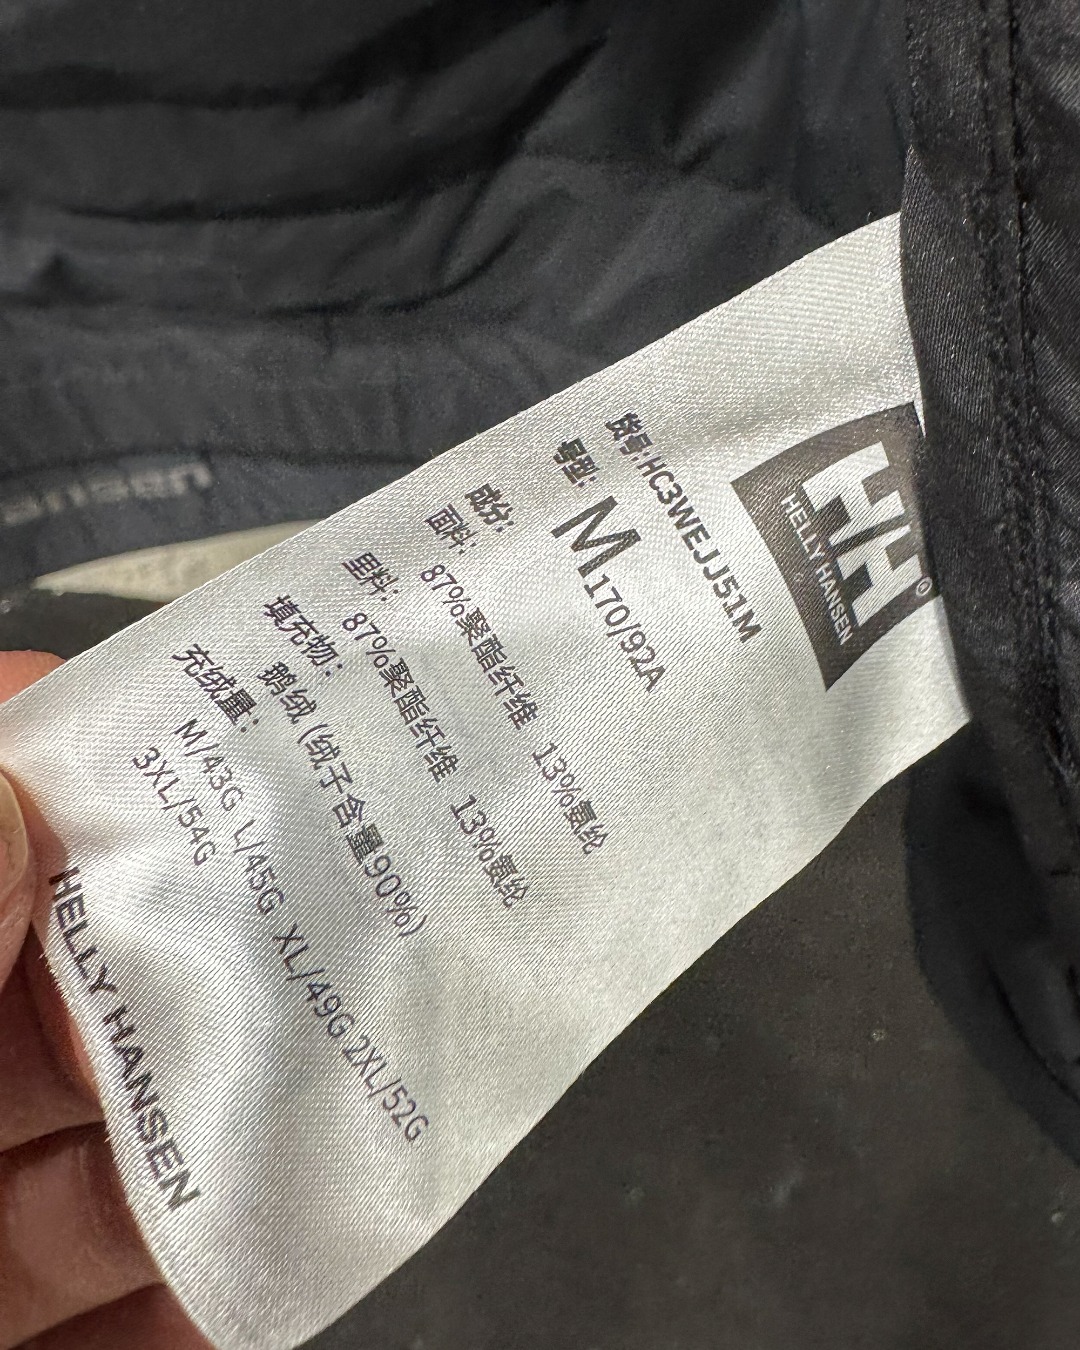 HH®
HELLY HANSEN
货号:HC3WEJJ51M
号型: M 170/92A
成分:
面料: 87%聚酯纤维 13%氨纶
里料: 87%聚酯纤维 13%氨纶
填充物: 鹅绒(绒子含量90%)
充绒量: M/43G L/45G XL/49G 2XL/52G
3XL/54G
HELLY HANSEN